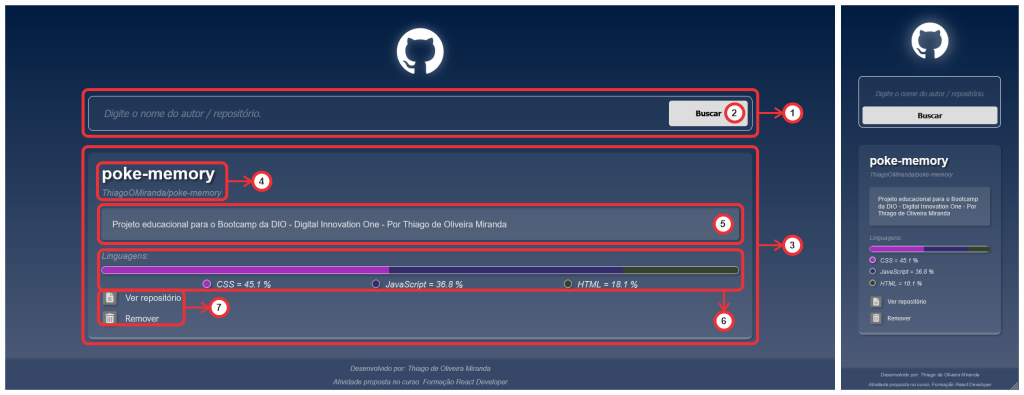 Digite o nome do autor / repositório.
Buscar
2
1
poke-memory
ThiagoOMiranda/poke-memory
4
Projeto educacional para o Bootcamp da DIO - Digital Innovation One - Por Thiago de Oliveira Miranda
5
3
Linguagens:
CSS = 45.1 %
JavaScript = 36.8 %
HTML = 18.1 %
Ver repositório
7
Remover
6
Desenvolvido por: Thiago de Oliveira Miranda
Atividade proposta no curso: Formação React Developer
Digite o nome do autor / repositório.
Buscar
poke-memory
ThiagoOMiranda/poke-memory
Projeto educacional para o Bootcamp
da DIO - Digital Innovation One - Por
Thiago de Oliveira Miranda
Linguagens:
CSS = 45.1 %
JavaScript = 36.8 %
HTML = 18.1 %
Ver repositório
Remover
Desenvolvido por: Thiago de Oliveira Miranda
Atividade proposta no curso: Formação React Developer